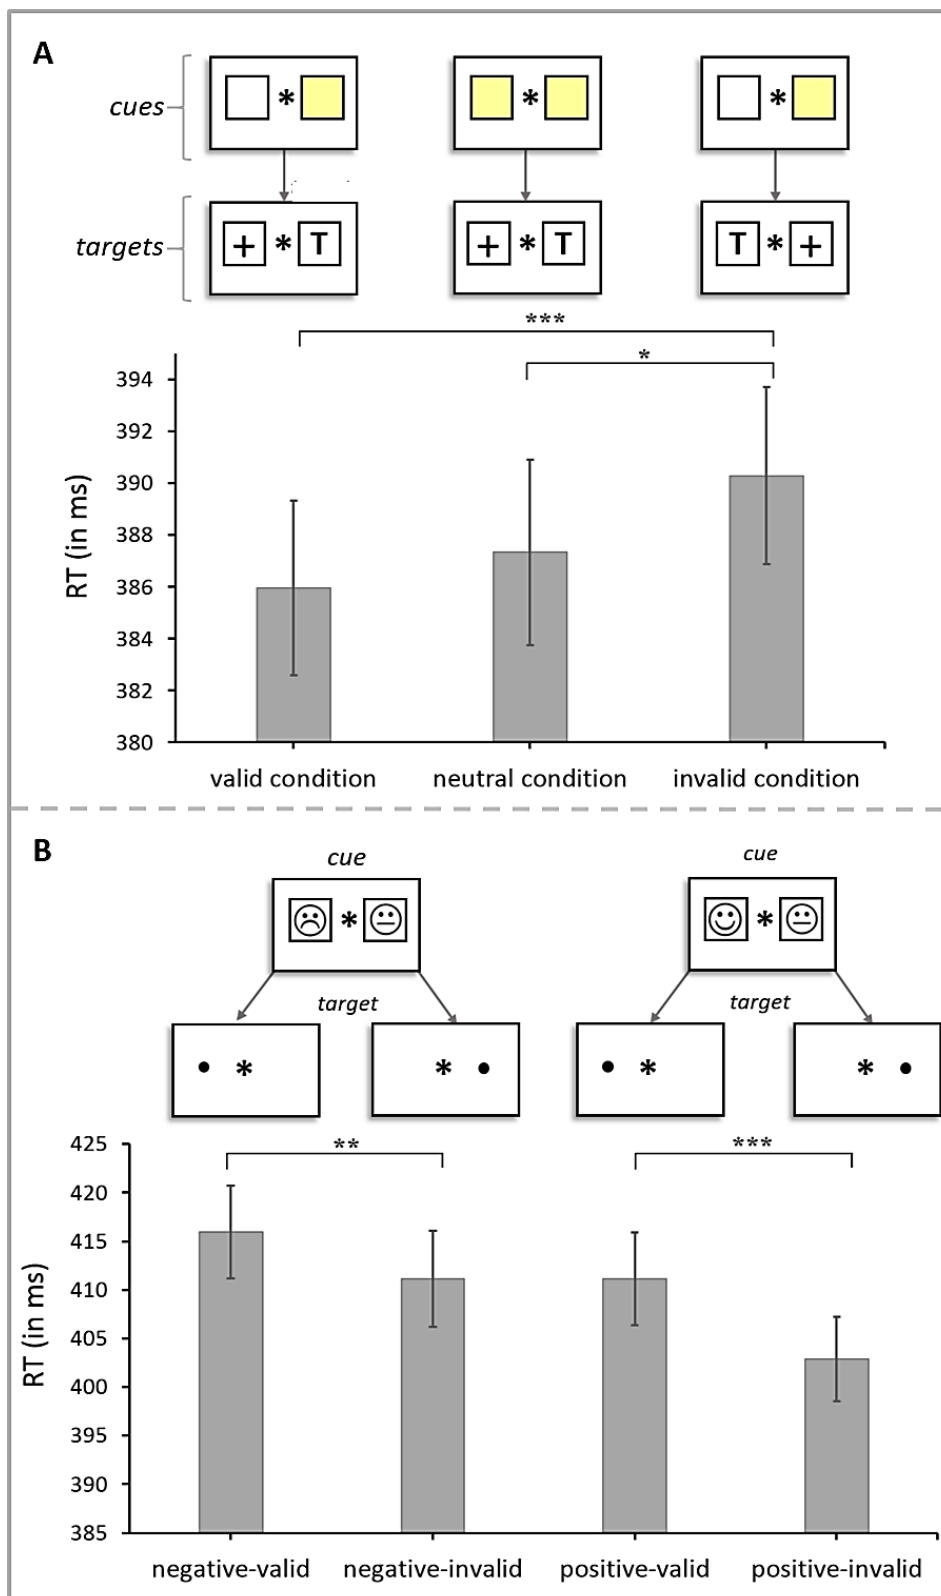 A
cues
*
*
*
targets
+ * T
+ * T
T * +
***
*
394
392
390
388
386
384
382
380
RT (in ms)
valid condition
neutral condition
invalid condition
B
cue
cue
*
*
target
target
*
*
*
*
**
***
425
420
415
410
405
400
395
390
385
RT (in ms)
negative-valid
negative-invalid
positive-valid
positive-invalid